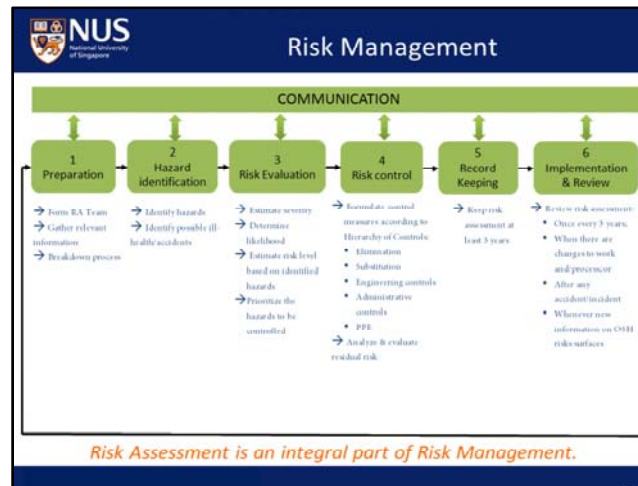 NUS
National University
of Singapore
Risk Management
COMMUNICATION
1
Preparation
2
Hazard
identification
3
Risk Evaluation
4
Risk control
5
Record
Keeping
6
Implementation
& Review
→ Form RA Team
→ Gather relevant
information
→ Breakdown process
→ Identify hazards
→ Identify possible ill-
health/accidents
→ Estimate severity
→ Determine
likelihood
→ Estimate risk level
based on identified
hazards
→ Prioritize the
hazards to be
controlled
→ Formulate control
measures according to
Hierarchy of Controls:
• Elimination
• Substitution
• Engineering controls
• Administrative
controls
• PPE
→ Analyze & evaluate
residual risk
→ Keep risk
assessment at
least 3 years
→ Review risk assessment:
• Once every 3 years;
• When there are
changes to work
and/process;or
• After any
accident/incident
• Whenever new
information on OSH
risks surfaces
Risk Assessment is an integral part of Risk Management.